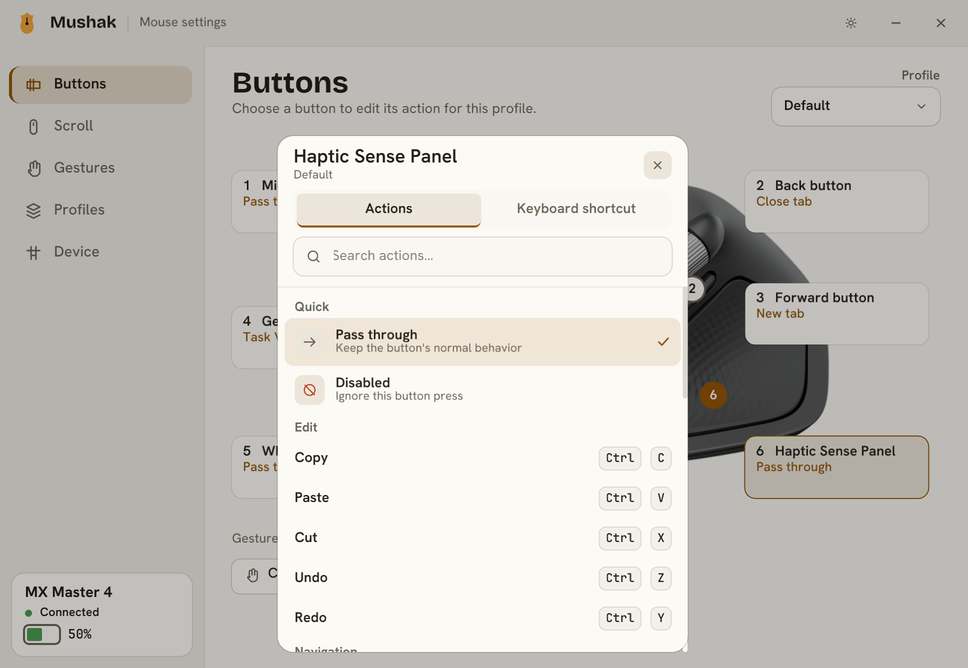 Mushak
Mouse settings
Buttons
Scroll
Gestures
Profiles
Device
MX Master 4
Connected
50%
Buttons
Choose a button to edit its action for this profile.
Profile
Default
1 Mi
Pass t
2 Back button
Close tab
3 Forward button
New tab
4 Ge
Task
5
Pass t
6 Haptic Sense Panel
Pass through
2
6
Gesture
C
Haptic Sense Panel
Default
Actions
Keyboard shortcut
Search actions...
Quick
Pass through
Keep the button's normal behavior
Disabled
Ignore this button press
Edit
Copy Ctrl C
Paste Ctrl V
Cut Ctrl X
Undo Ctrl Z
Redo Ctrl Y
Navigation